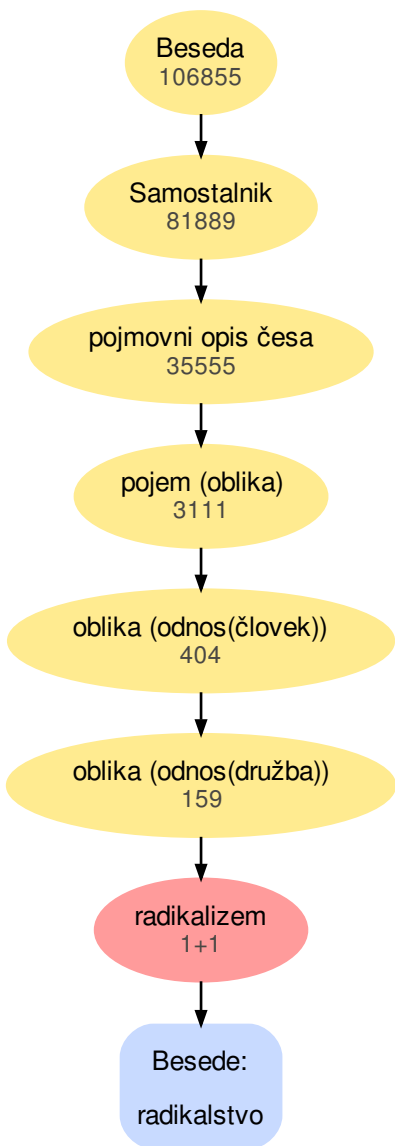 Beseda
106855
Samostalnik
81889
pojmovni opis česa
35555
pojem (oblika)
3111
oblika (odnos(človek))
404
oblika (odnos(družba))
159
radikalizem
1+1
Besede:
radikalstvo